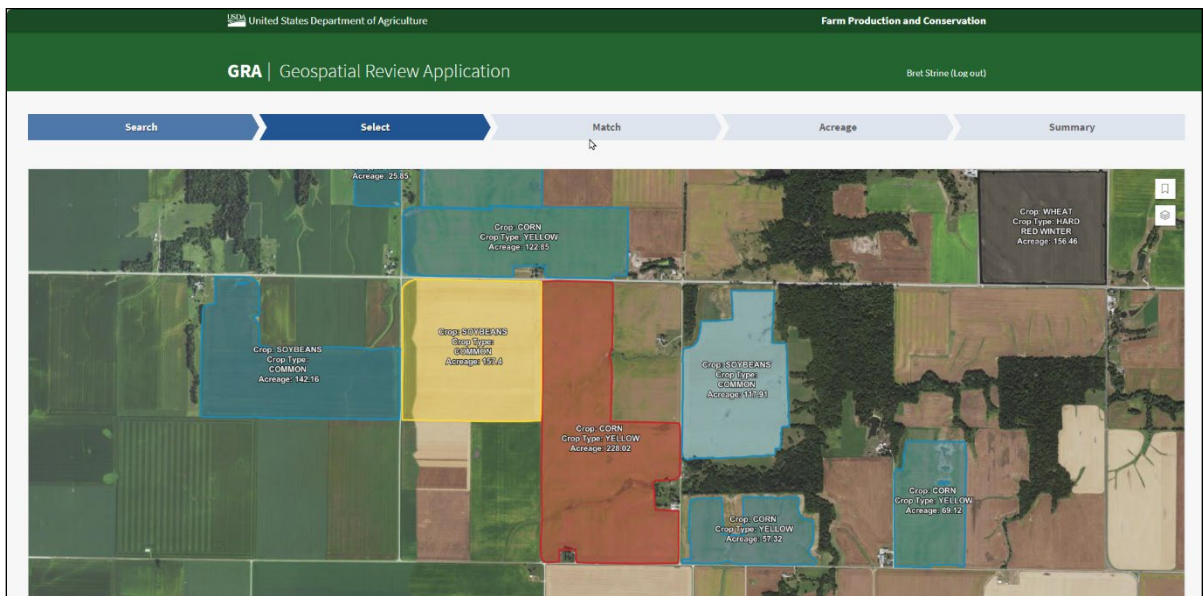 USDA United States Department of Agriculture
Farm Production and Conservation
GRA | Geospatial Review Application
Bret Strine (Log out)
Search
Select
Match
Acreage
Summary
Acreage: 25.85
Crop: CORN
Crop Type: YELLOW
Acreage: 122.85
Crop: WHEAT
Crop Type: HARD
RED WINTER
Acreage: 156.46
Crop: SOYBEANS
Crop Type:
COMMON
Acreage: 142.16
Crop: SOYBEANS
Crop Type:
COMMON
Acreage: 157.4
Crop: SOYBEANS
Crop Type:
COMMON
Acreage: 111.91
Crop: CORN
Crop Type: YELLOW
Acreage: 228.02
Crop: CORN
Crop Type: YELLOW
Acreage: 57.32
Crop: CORN
Crop Type: YELLOW
Acreage: 69.12